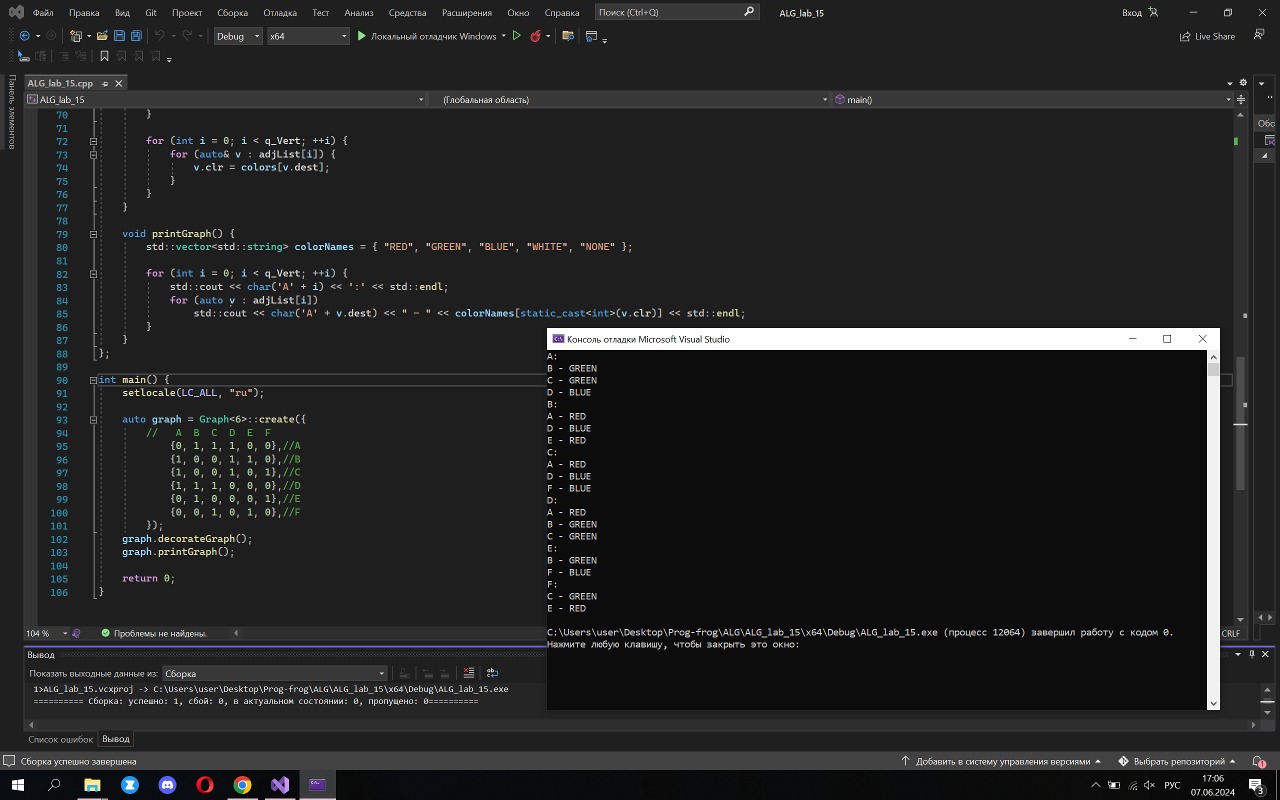 Файл Правка Вид Git Проект Сборка Отладка Тест Анализ Средства Расширения Окно Справка Поиск (Ctrl+Q) ALG_lab_15 Вход
Debug x64 Локальный отладчик Windows Live Share
Панель элементов
ALG_lab_15.cpp
ALG_lab_15 (Глобальная область) main()
Обо
70 }
71
72 for (int i = 0; i < q_Vert; ++i) {
73 for (auto& v : adjList[i]) {
74 v.clr = colors[v.dest];
75 }
76 }
77 }
78
79 void printGraph() {
80 std::vector<std::string> colorNames = { "RED", "GREEN", "BLUE", "WHITE", "NONE" };
81
82 for (int i = 0; i < q_Vert; ++i) {
83 std::cout << char('A' + i) << ':' << std::endl;
84 for (auto v : adjList[i])
85 std::cout << char('A' + v.dest) << " - " << colorNames[static_cast<int>(v.clr)] << std::endl;
86 }
87 }
88 };
89
90 int main() {
91 setlocale(LC_ALL, "ru");
92
93 auto graph = Graph<6>::create({
94 // A B C D E F
95 {0, 1, 1, 1, 0, 0},//A
96 {1, 0, 0, 1, 1, 0},//B
97 {1, 0, 0, 1, 0, 1},//C
98 {1, 1, 1, 0, 0, 0},//D
99 {0, 1, 0, 0, 0, 1},//E
100 {0, 0, 1, 0, 1, 0},//F
101 });
102 graph.decorateGraph();
103 graph.printGraph();
104
105 return 0;
106 }
104 % Проблемы не найдены. CRLF
Консоль отладки Microsoft Visual Studio
A:
B - GREEN
C - GREEN
D - BLUE
B:
A - RED
D - BLUE
E - RED
C:
A - RED
D - BLUE
F - BLUE
D:
A - RED
B - GREEN
C - GREEN
E:
B - GREEN
F - BLUE
F:
C - GREEN
E - RED
C:\Users\user\Desktop\Prog-frog\ALG\ALG_lab_15\x64\Debug\ALG_lab_15.exe (процесс 12064) завершил работу с кодом 0.
Нажмите любую клавишу, чтобы закрыть это окно:
Вывод
Показать выходные данные из: Сборка
1>ALG_lab_15.vcxproj -> C:\Users\user\Desktop\Prog-frog\ALG\ALG_lab_15\x64\Debug\ALG_lab_15.exe
========== Сборка: успешно: 1, сбой: 0, в актуальном состоянии: 0, пропущено: 0==========
Список ошибок Вывод
Сборка успешно завершена Добавить в систему управления версиями Выбрать репозиторий 1
РУС 17:06
07.06.2024 3